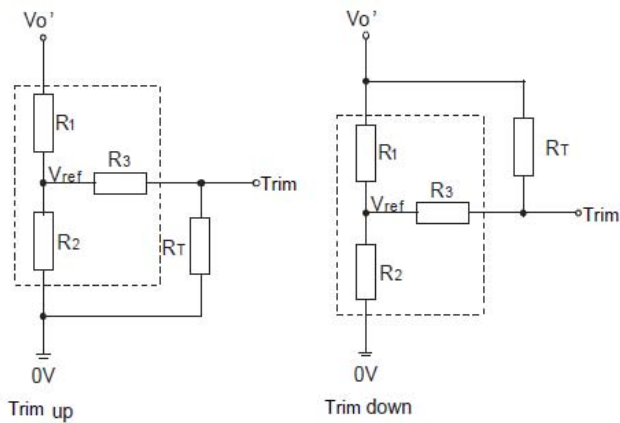 Vo'
R1
Vref
R3
Trim
R2
RT
0V
Trim up
Vo'
R1
RT
Vref
R3
Trim
R2
0V
Trim down